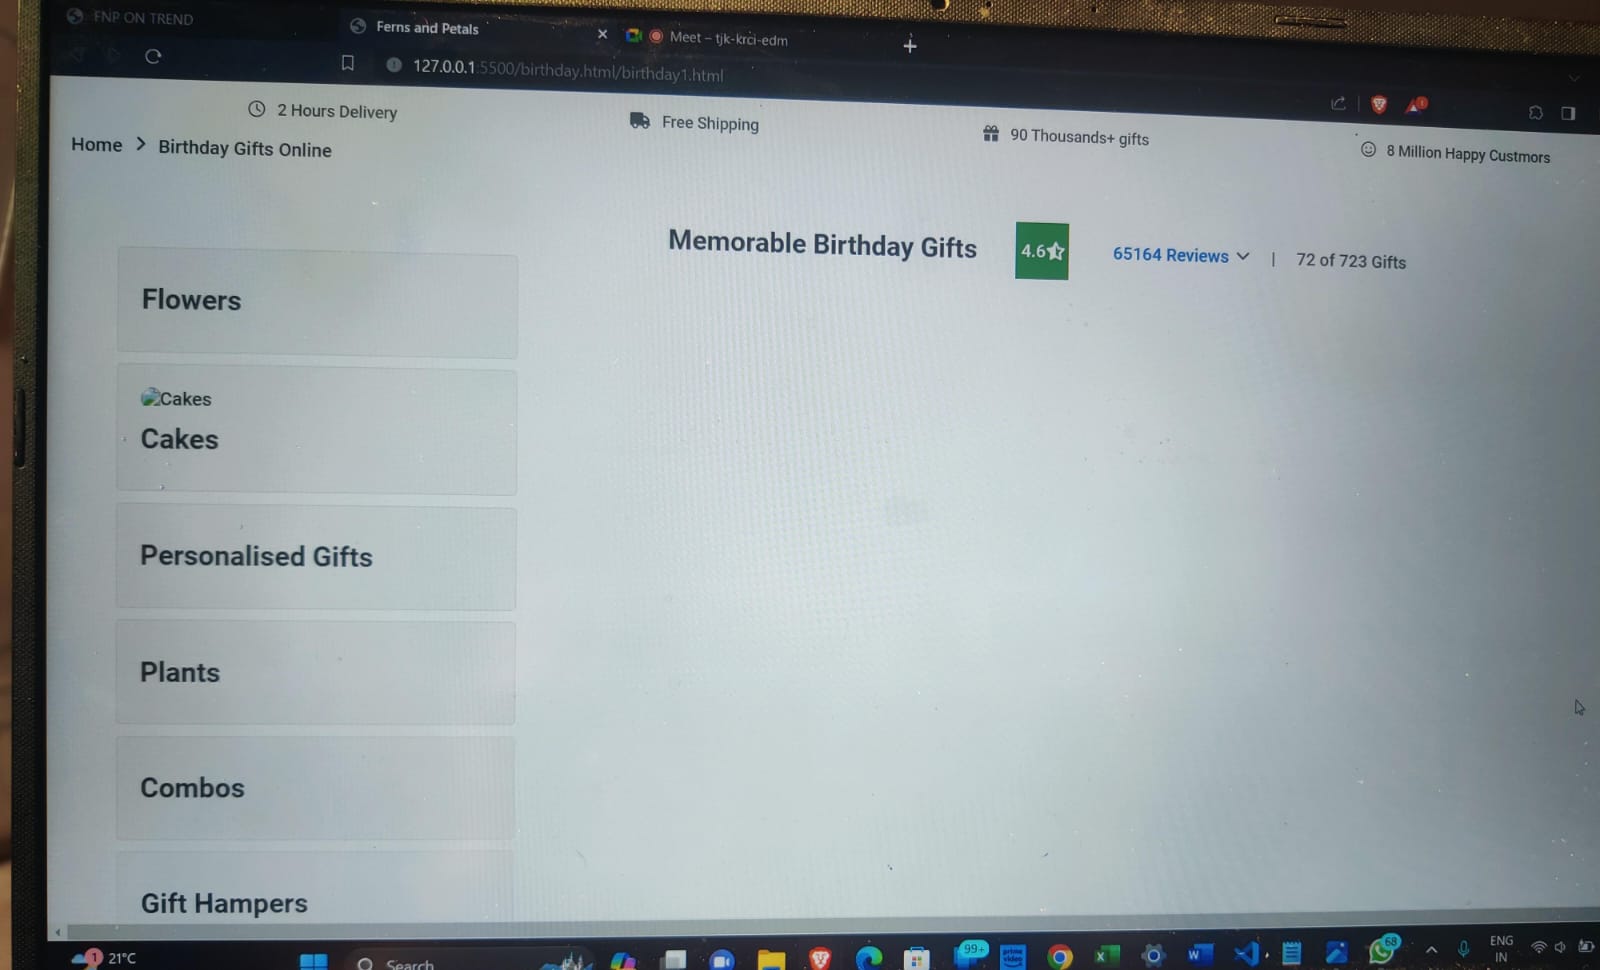 FNP ON TREND
Ferns and Petals
Meet – tjk-krci-edm
127.0.0.1:5500/birthday.html/birthday1.html
2 Hours Delivery
Free Shipping
90 Thousands+ gifts
8 Million Happy Custmors
Home > Birthday Gifts Online
Memorable Birthday Gifts
4.6
65164 Reviews
| 72 of 723 Gifts
Flowers
Cakes
Cakes
Personalised Gifts
Plants
Combos
Gift Hampers
1
21°C
Search
99+
prime video
68
ENG
IN